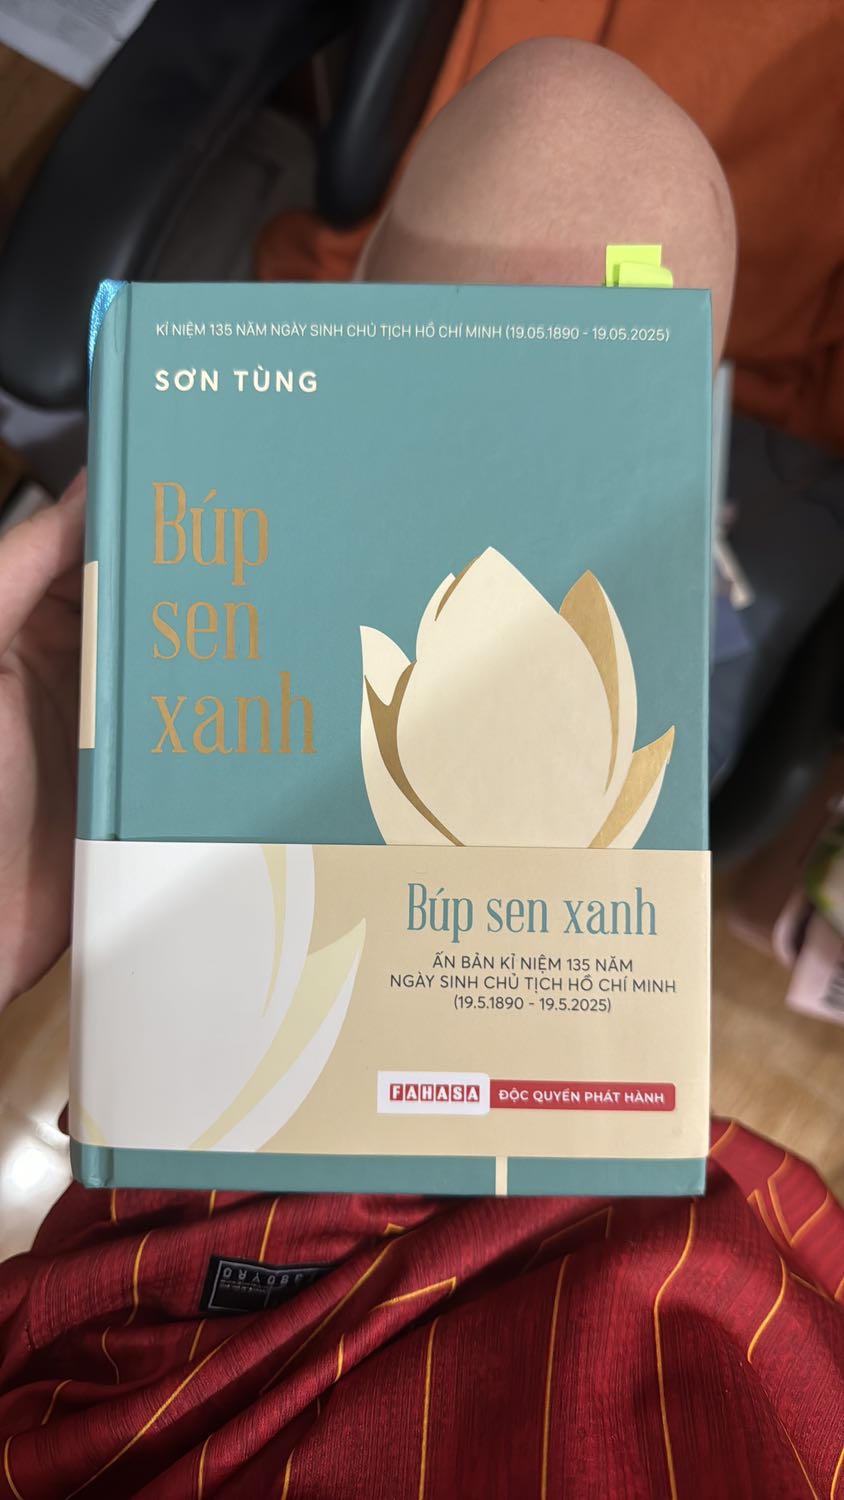 KỈ NIỆM 135 NĂM NGÀY SINH CHỦ TỊCH HỒ CHÍ MINH (19.05.1890 - 19.05.2025)
SƠN TÙNG
Búp
sen
xanh
Búp sen xanh
ẤN BẢN KỈ NIỆM 135 NĂM
NGÀY SINH CHỦ TỊCH HỒ CHÍ MINH
(19.5.1890 - 19.5.2025)
FAHASA ĐỘC QUYỀN PHÁT HÀNH